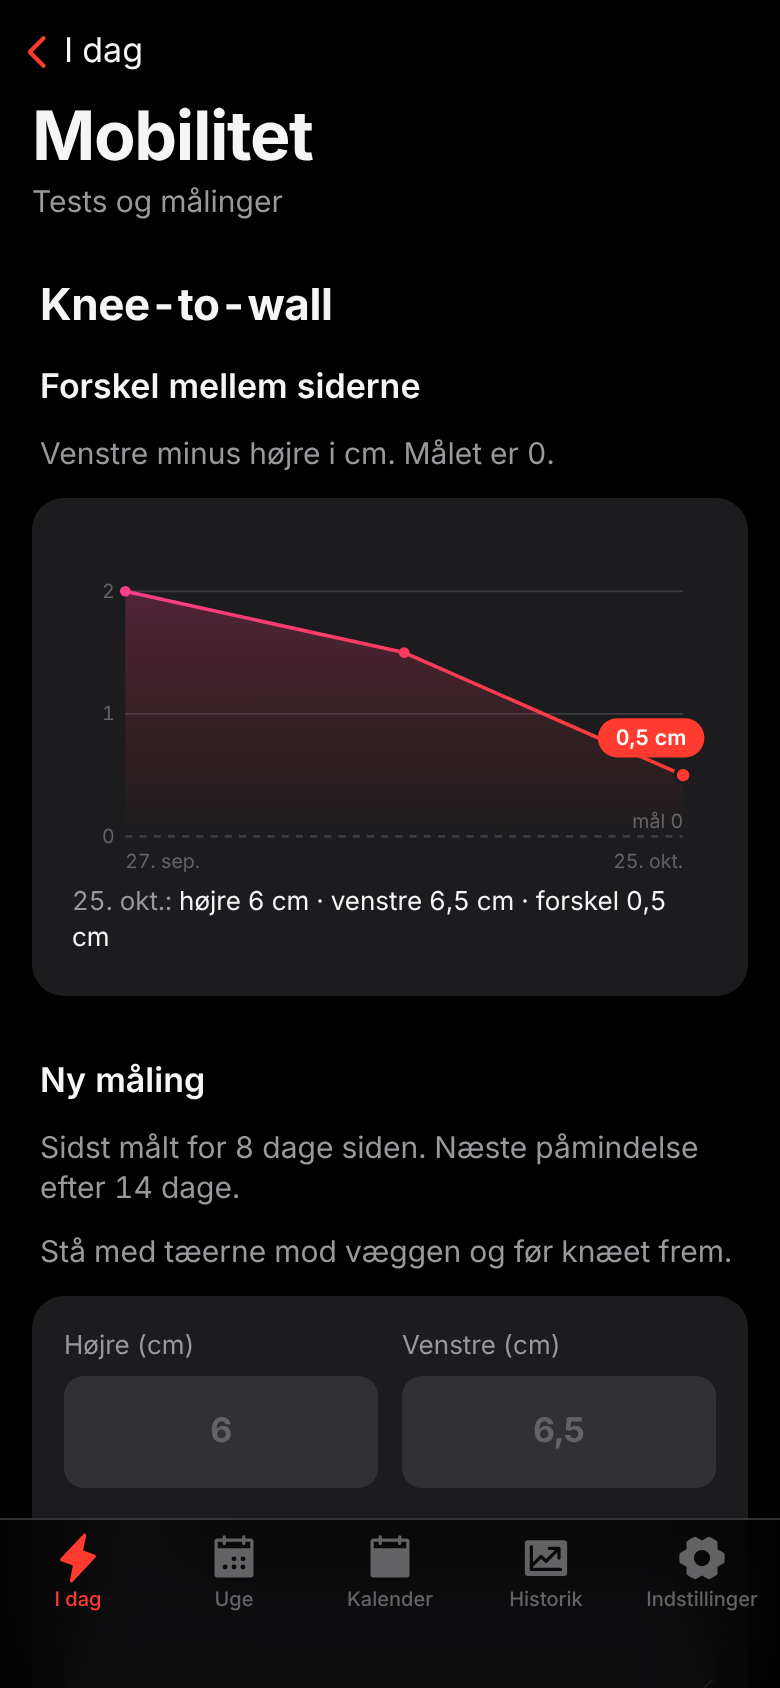 I dag
Mobilitet
Tests og målinger
Knee-to-wall
Forskel mellem siderne
Venstre minus højre i cm. Målet er 0.
2
1
0,5 cm
mål 0
0
27. sep.
25. okt.
25. okt.: højre 6 cm · venstre 6,5 cm · forskel 0,5
cm
Ny måling
Sidst målt for 8 dage siden. Næste påmindelse
efter 14 dage.
Stå med tæerne mod væggen og før knæet frem.
Højre (cm)
Venstre (cm)
6
6,5
I dag
Uge
Kalender
Historik
Indstillinger